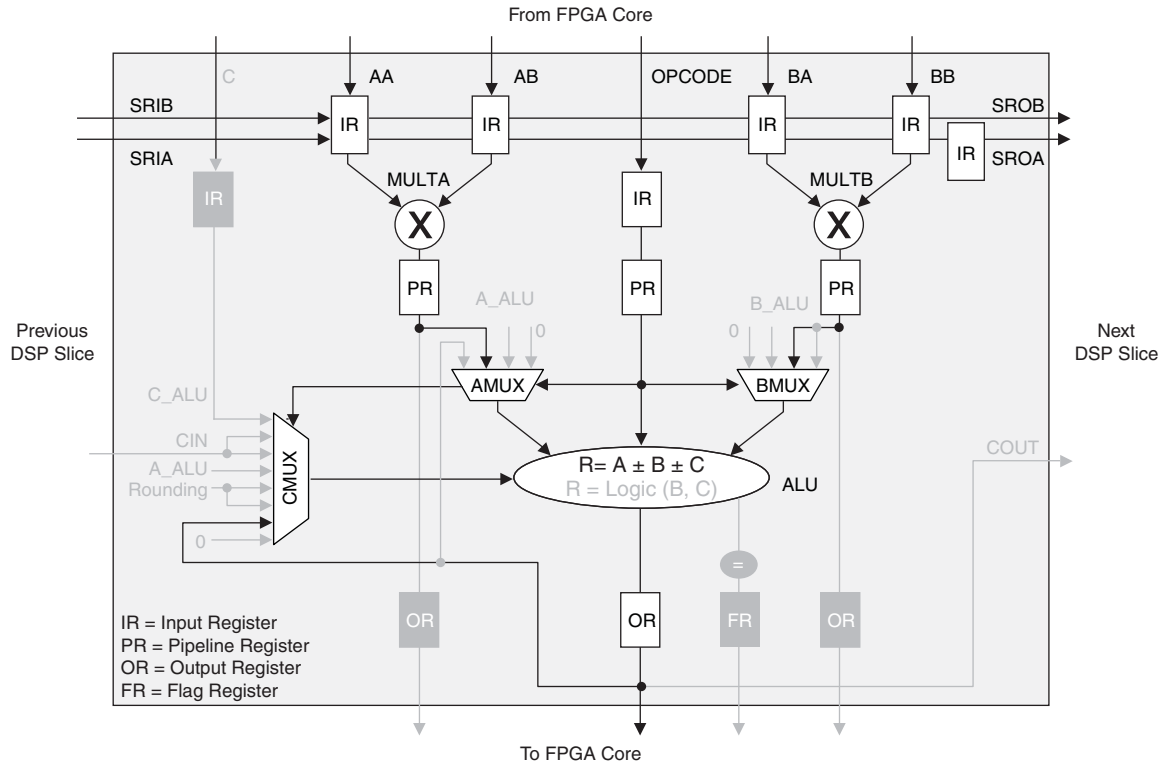 From FPGA Core
C
AA
AB
OPCODE
BA
BB
SRIB
SROB
IR
IR
IR
IR
IR
SRIA
SROA
IR
MULTA
IR
MULTB
X
X
PR
PR
PR
A_ALU
B_ALU
0
0
Previous
DSP Slice
Next
DSP Slice
AMUX
BMUX
C_ALU
CIN
A_ALU
Rounding
0
CMUX
R= A ± B ± C
R = Logic (B, C)
ALU
COUT
=
OR
OR
FR
OR
IR = Input Register
PR = Pipeline Register
OR = Output Register
FR = Flag Register
To FPGA Core